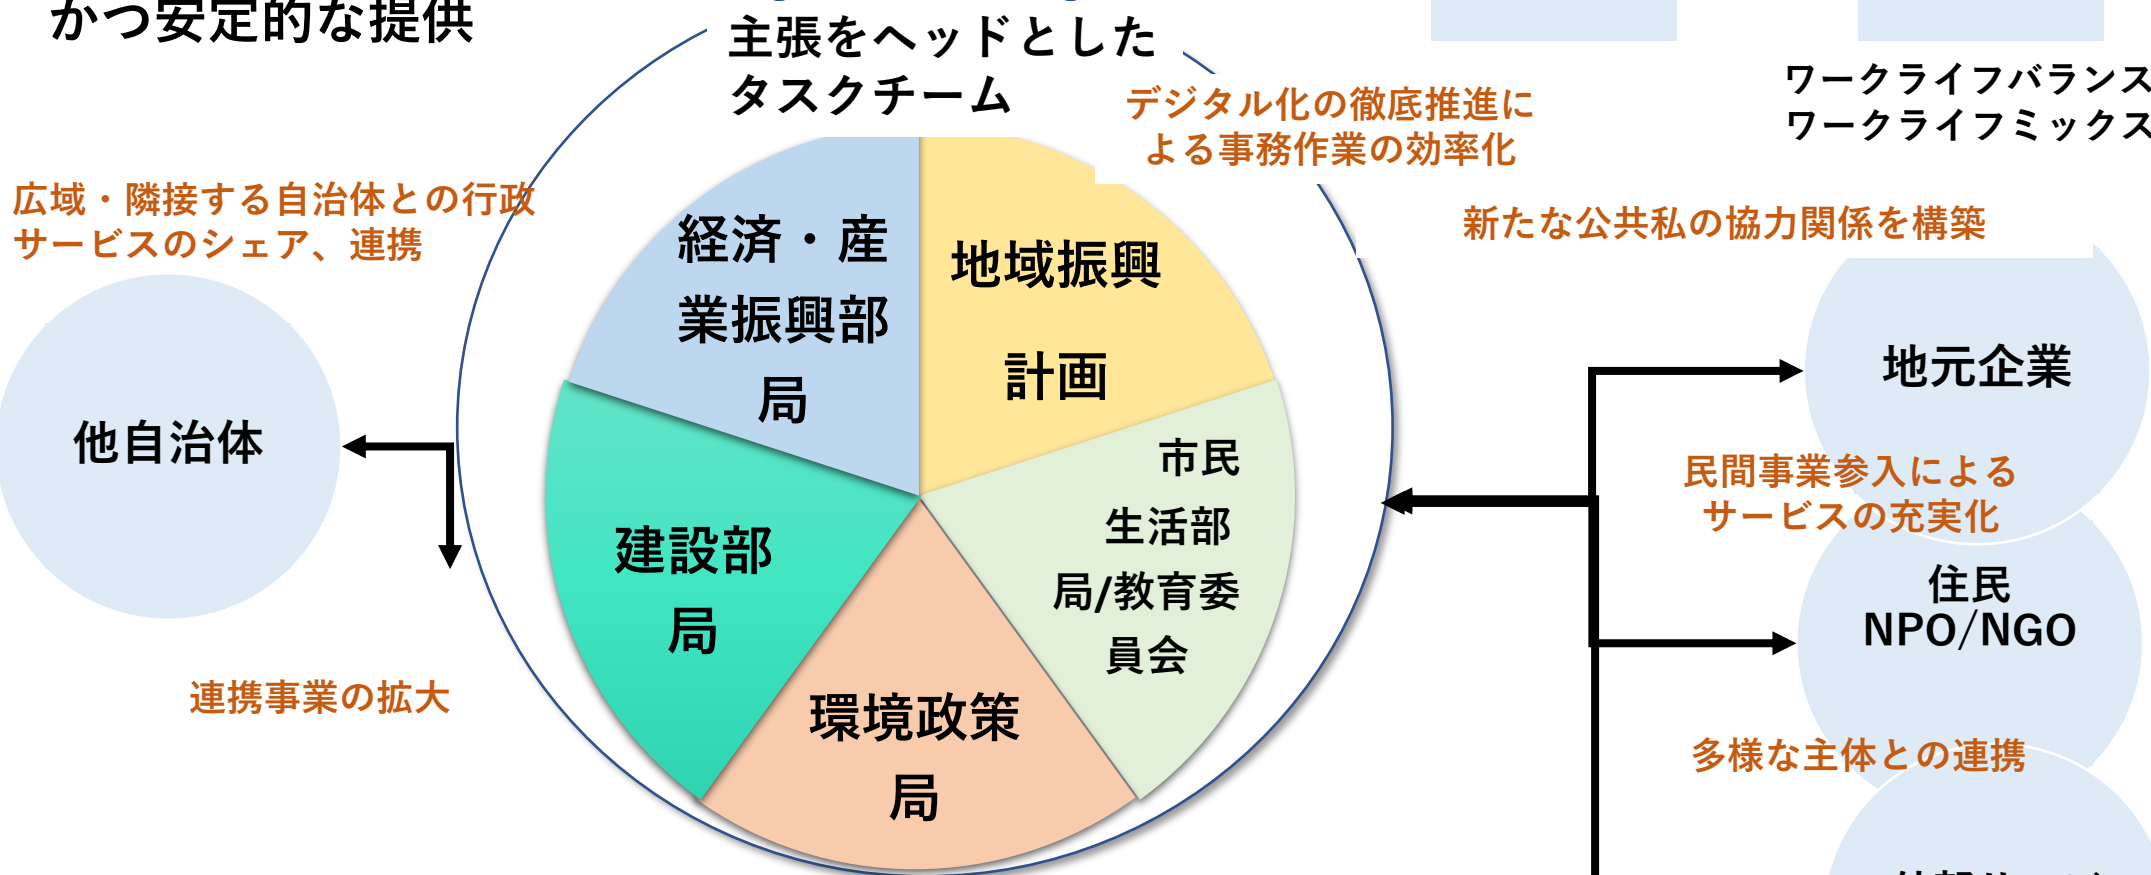 かつ安定的な提供
主張をヘッドとした
タスクチーム
デジタル化の徹底推進に
よる事務作業の効率化
ワークライフバランス
ワークライフミックス
広域・隣接する自治体との行政
サービスのシェア、連携
新たな公共私の協力関係を構築
経済・産
業振興部
局
地域振興
計画
他自治体
地元企業
市民
生活部
局/教育委
員会
民間事業参入による
サービスの充実化
建設部
局
住民
NPO/NGO
連携事業の拡大
環境政策
局
多様な主体との連携